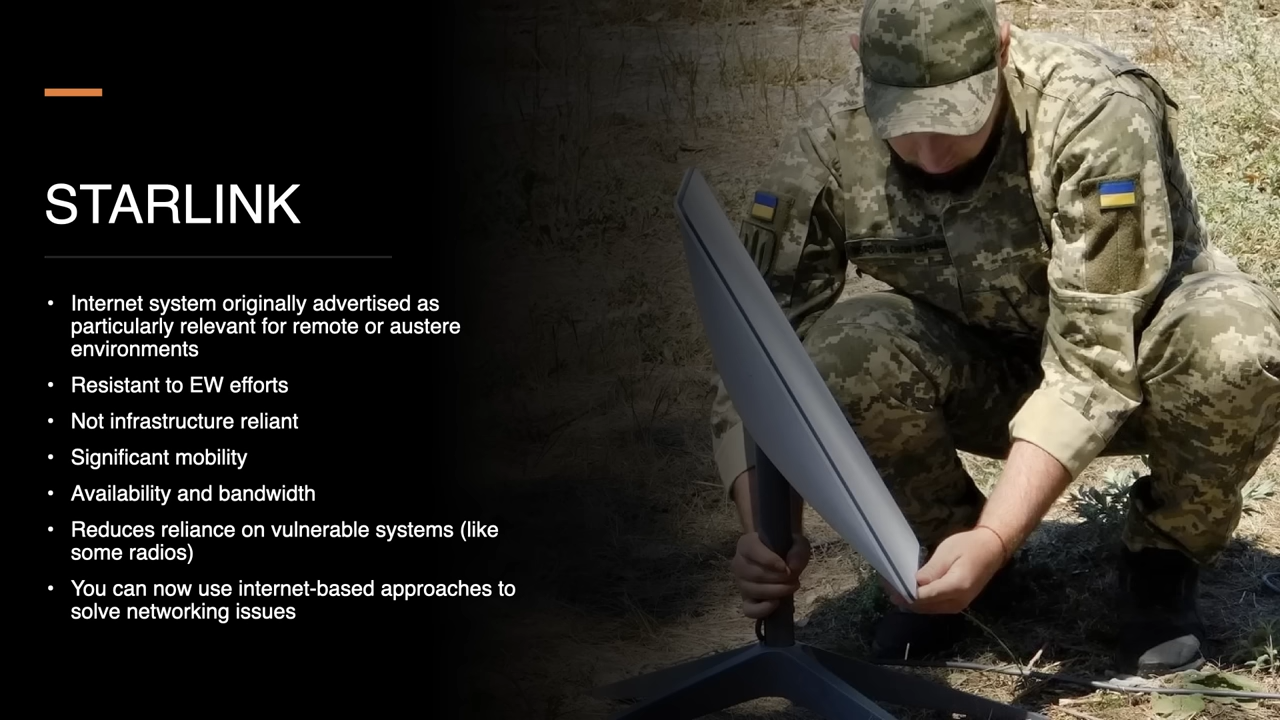 STARLINK
• Internet system originally advertised as
particularly relevant for remote or austere
environments
• Resistant to EW efforts
• Not infrastructure reliant
• Significant mobility
• Availability and bandwidth
• Reduces reliance on vulnerable systems (like
some radios)
• You can now use internet-based approaches to
solve networking issues